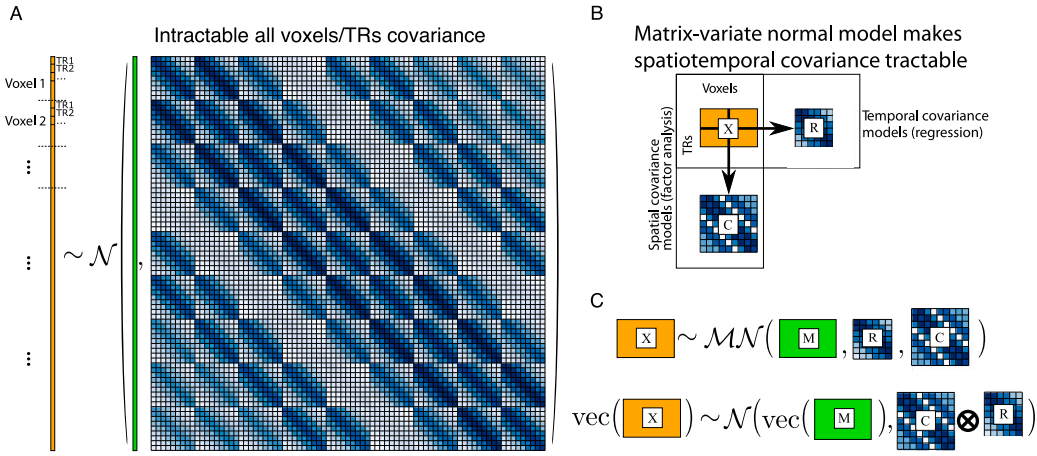 A
Intractable all voxels/TRs covariance
TR1
TR2
...
Voxel 1
TR1
TR2
...
Voxel 2
∼ 𝒩 ( , )
B
Matrix-variate normal model makes
spatiotemporal covariance tractable
Voxels
TRs
X
R
Temporal covariance
models (regression)
Spatial covariance
models (factor analysis)
C
C
X ∼ ℳ𝒩( M , R , C )
vec( X ) ∼ 𝒩(vec( M ), C ⊗ R )